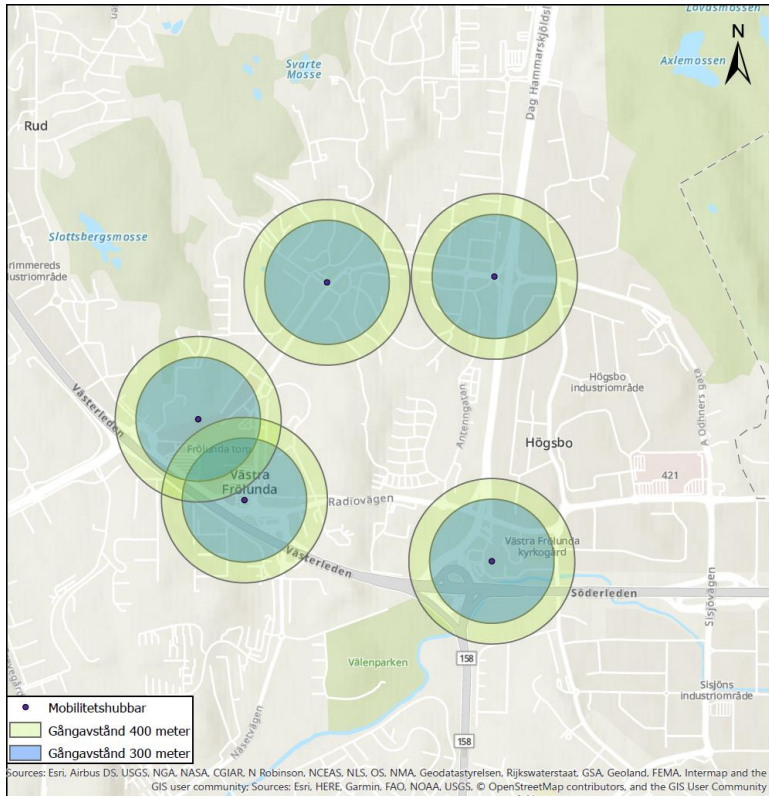 Lövåsmossen
N
Svarte
Mosse
Axlemossen
Dag Hammarskjöldsl
Rud
Slottsbergsmosse
rimmereds
dustriområde
Västerleden
Högsbo
industriområde
A Odhners gata
Antenngatan
Högsbo
Frölunda torg
Västra
Frölunda
421
Radiovägen
Västra Frölunda
kyrkogård
Västerleden
Söderleden
Sisjövägen
Välenparken
158
Sisjöns
industriområde
Näsetvägen
158
Mobilitetshubbar
Gångavstånd 400 meter
Gångavstånd 300 meter
Sources: Esri, Airbus DS, USGS, NGA, NASA, CGIAR, N Robinson, NCEAS, NLS, OS, NMA, Geodatastyrelsen, Rijkswaterstaat, GSA, Geoland, FEMA, Intermap and the
GIS user community; Sources: Esri, HERE, Garmin, FAO, NOAA, USGS, © OpenStreetMap contributors, and the GIS User Community